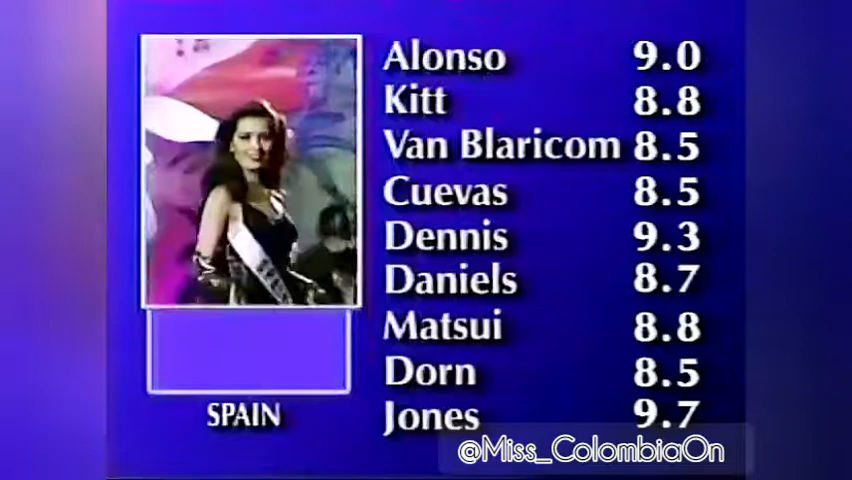 Alonso 9.0
Kitt 8.8
Van Blaricom 8.5
Cuevas 8.5
Dennis 9.3
Daniels 8.7
Matsui 8.8
Dorn 8.5
Jones 9.7
SPAIN
@Miss_ColombiaOn